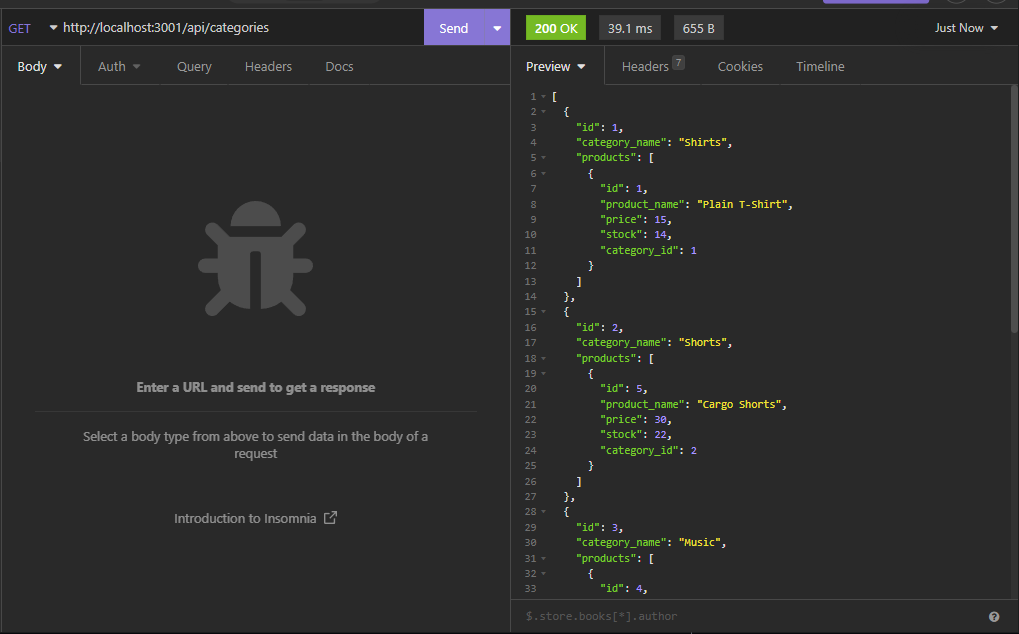 GET http://localhost:3001/api/categories Send 200 OK 39.1 ms 655 B Just Now
Body Auth Query Headers Docs
Preview Headers 7 Cookies Timeline
1 [
2 {
3 "id": 1,
4 "category_name": "Shirts",
5 "products": [
6 {
7 "id": 1,
8 "product_name": "Plain T-Shirt",
9 "price": 15,
10 "stock": 14,
11 "category_id": 1
12 }
13 ]
14 },
15 {
16 "id": 2,
17 "category_name": "Shorts",
18 "products": [
19 {
20 "id": 5,
21 "product_name": "Cargo Shorts",
22 "price": 30,
23 "stock": 22,
24 "category_id": 2
25 }
26 ]
27 },
28 {
29 "id": 3,
30 "category_name": "Music",
31 "products": [
32 {
33 "id": 4,
Enter a URL and send to get a response
Select a body type from above to send data in the body of a
request
Introduction to Insomnia
$.store.books[*].author
?